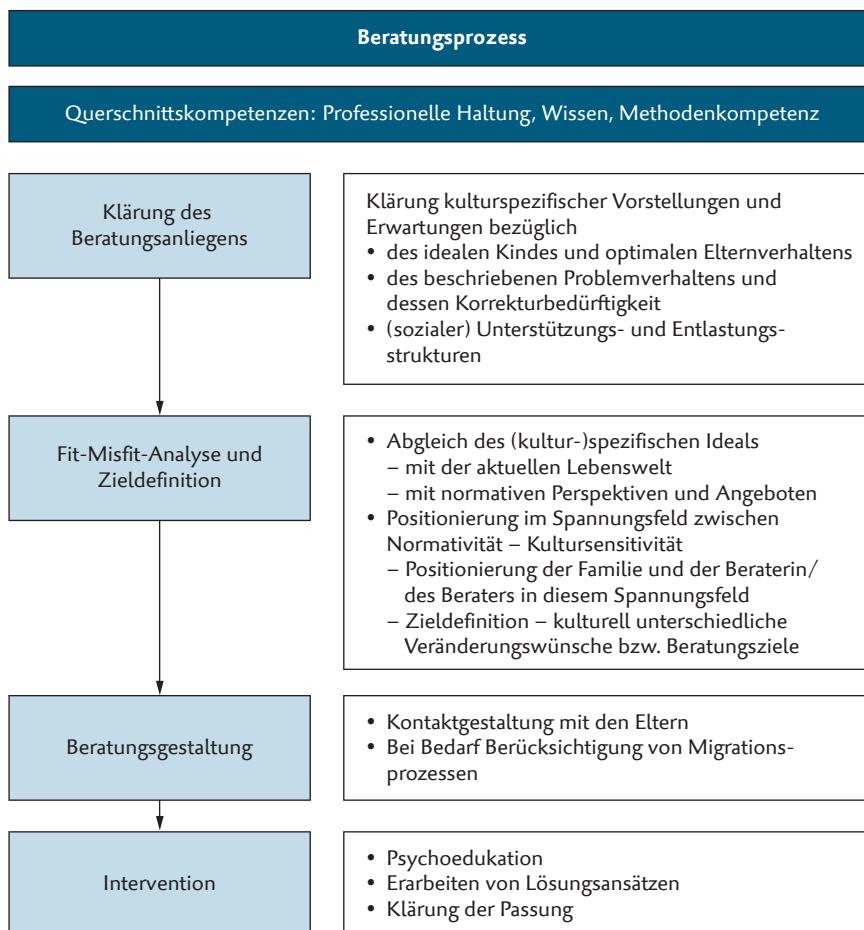 Beratungsprozess
Querschnittskompetenzen: Professionelle Haltung, Wissen, Methodenkompetenz
Klärung des
Beratungsanliegens
Klärung kulturspezifischer Vorstellungen und
Erwartungen bezüglich
• des idealen Kindes und optimalen Elternverhaltens
• des beschriebenen Problemverhaltens und
dessen Korrekturbedürftigkeit
• (sozialer) Unterstützungs- und Entlastungs-
strukturen
Fit-Misfit-Analyse und
Zieldefinition
• Abgleich des (kultur-)spezifischen Ideals
– mit der aktuellen Lebenswelt
– mit normativen Perspektiven und Angeboten
• Positionierung im Spannungsfeld zwischen
Normativität – Kultursensitivität
– Positionierung der Familie und der Beraterin/
des Beraters in diesem Spannungsfeld
– Zieldefinition – kulturell unterschiedliche
Veränderungswünsche bzw. Beratungsziele
Beratungsgestaltung
• Kontaktgestaltung mit den Eltern
• Bei Bedarf Berücksichtigung von Migrations-
prozessen
Intervention
• Psychoedukation
• Erarbeiten von Lösungsansätzen
• Klärung der Passung